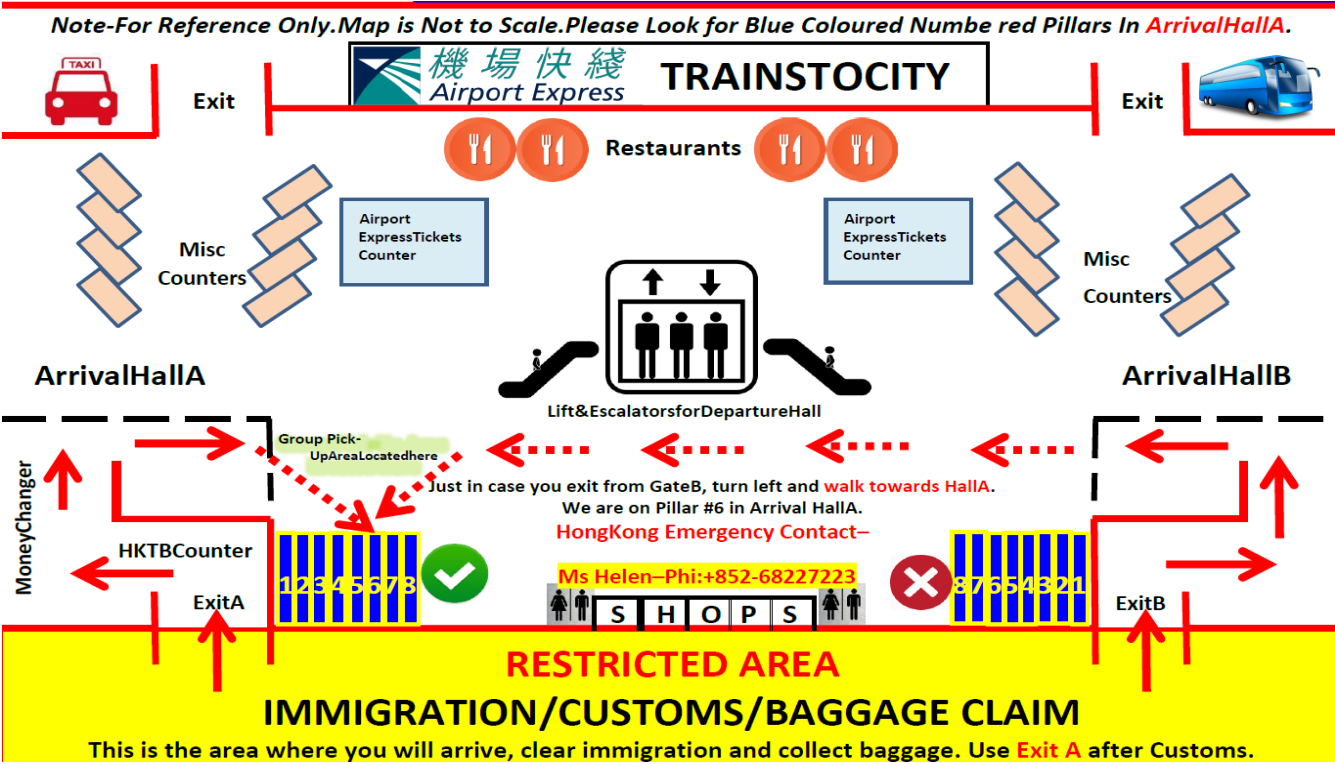 Note-For Reference Only.Map is Not to Scale.Please Look for Blue Coloured Numbe red Pillars In ArrivalHallA.
TAXI
Exit
機場快綫
Airport Express
TRAINSTOCITY
Exit
Restaurants
Airport
ExpressTickets
Counter
Airport
ExpressTickets
Counter
Misc
Counters
Misc
Counters
ArrivalHallA
ArrivalHallB
Lift&EscalatorsforDepartureHall
Group Pick-
UpAreaLocatedhere
Just in case you exit from GateB, turn left and walk towards HallA.
We are on Pillar #6 in Arrival HallA.
HongKong Emergency Contact–
Ms Helen–Phi:+852-68227223
MoneyChanger
HKTBCounter
ExitA
12345678
SHOPS
87654321
ExitB
RESTRICTED AREA
IMMIGRATION/CUSTOMS/BAGGAGE CLAIM
This is the area where you will arrive, clear immigration and collect baggage. Use Exit A after Customs.